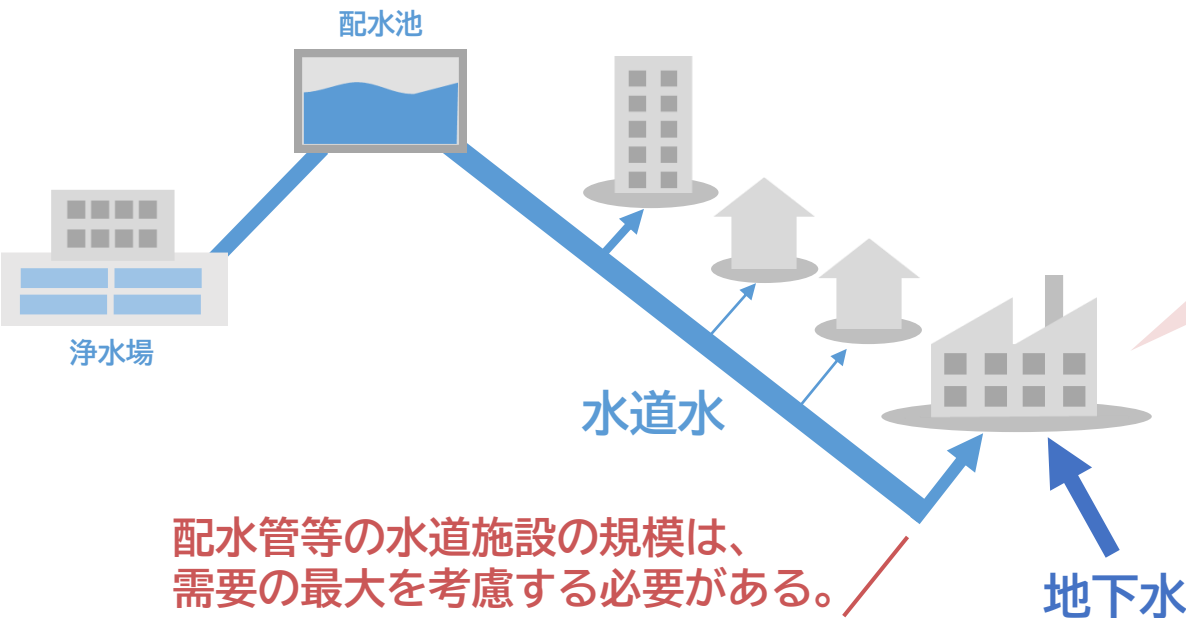 配水池
浄水場
水道水
配水管等の水道施設の規模は、
需要の最大を考慮する必要がある。
地下水